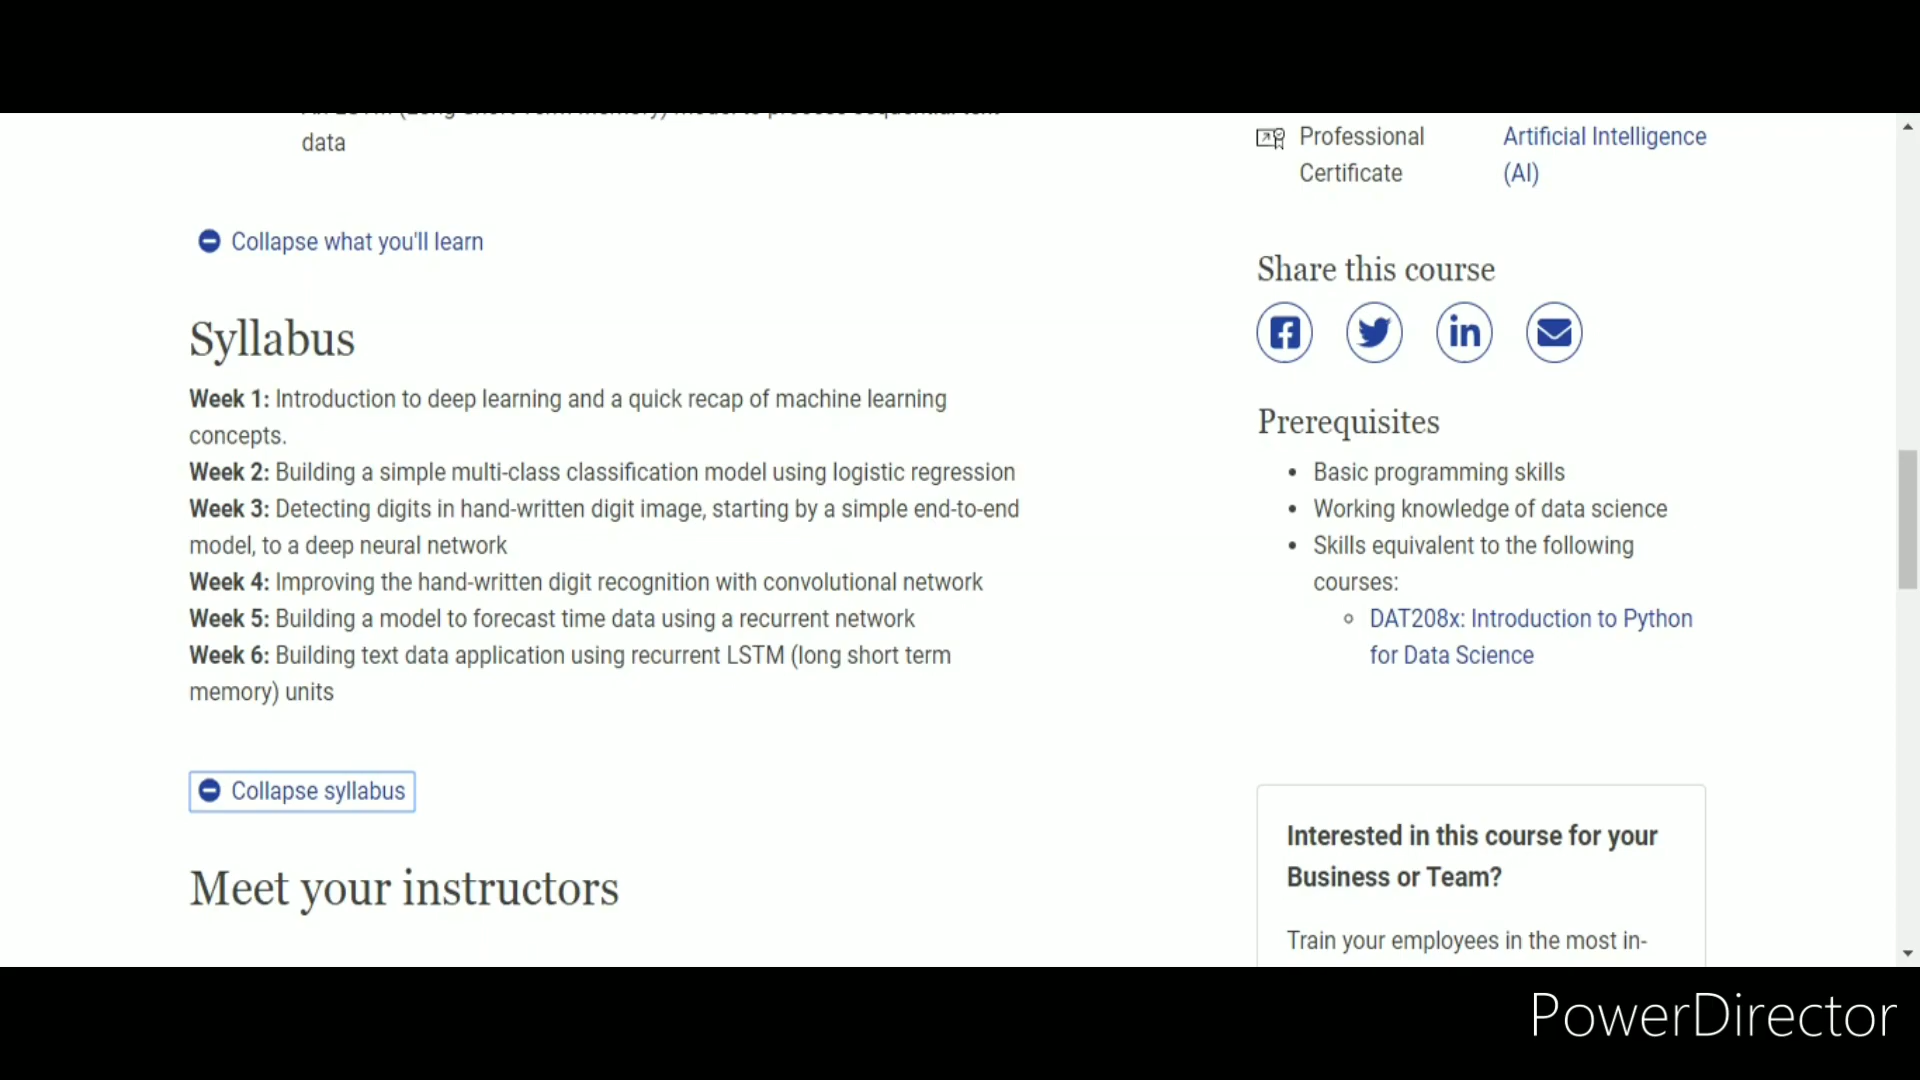 data
Collapse what you'll learn
Syllabus
Week 1: Introduction to deep learning and a quick recap of machine learning
concepts.
Week 2: Building a simple multi-class classification model using logistic regression
Week 3: Detecting digits in hand-written digit image, starting by a simple end-to-end
model, to a deep neural network
Week 4: Improving the hand-written digit recognition with convolutional network
Week 5: Building a model to forecast time data using a recurrent network
Week 6: Building text data application using recurrent LSTM (long short term
memory) units
Collapse syllabus
Meet your instructors
Professional
Certificate
Artificial Intelligence
(AI)
Share this course
Prerequisites
• Basic programming skills
• Working knowledge of data science
• Skills equivalent to the following
courses:
◦ DAT208x: Introduction to Python
for Data Science
Interested in this course for your
Business or Team?
Train your employees in the most in-
PowerDirector